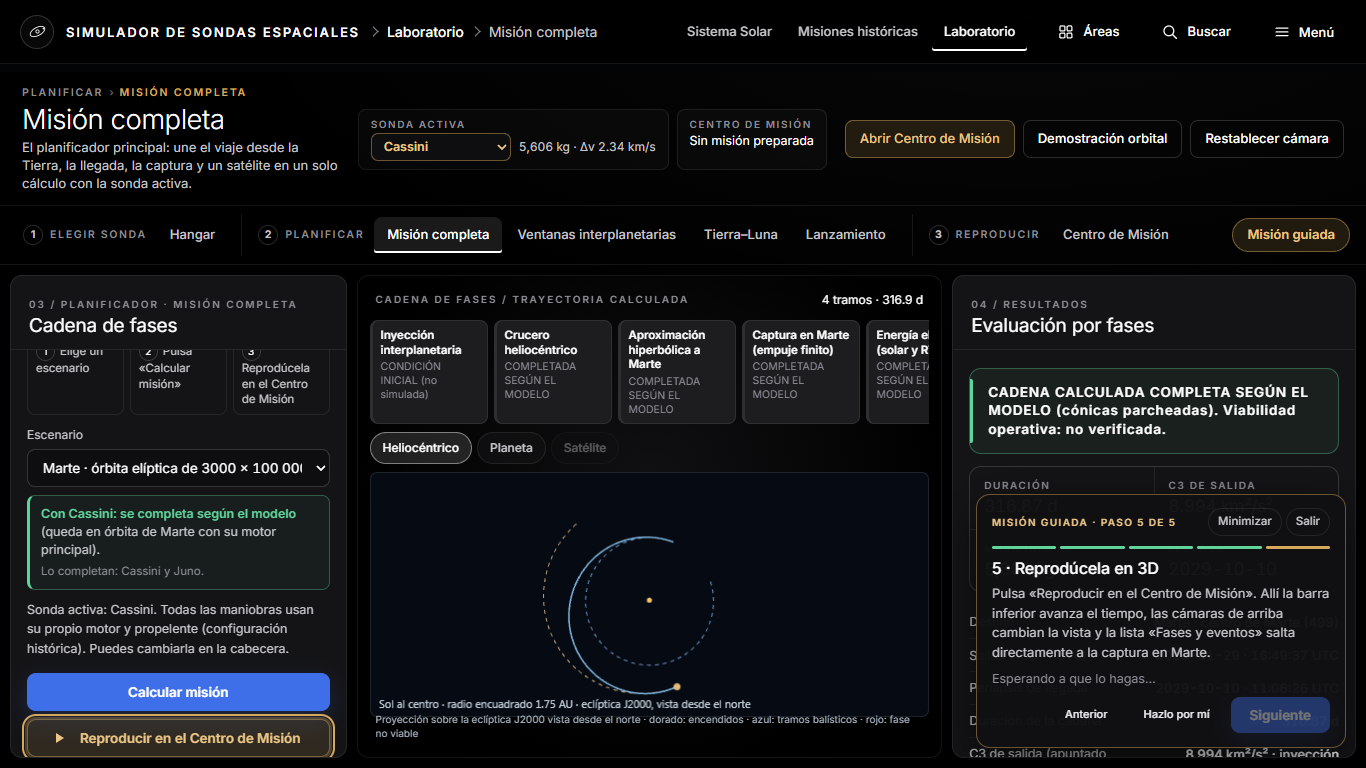 SIMULADOR DE SONDAS ESPACIALES > Laboratorio > Misión completa
Sistema Solar
Misiones históricas
Laboratorio
Áreas
Buscar
Menú
PLANIFICAR › MISIÓN COMPLETA
Misión completa
El planificador principal: une el viaje desde la
Tierra, la llegada, la captura y un satélite en un solo
cálculo con la sonda activa.
SONDA ACTIVA
Cassini
5,606 kg · Δv 2.34 km/s
CENTRO DE MISIÓN
Sin misión preparada
Abrir Centro de Misión
Demostración orbital
Restablecer cámara
1 ELEGIR SONDA
Hangar
2 PLANIFICAR
Misión completa
Ventanas interplanetarias
Tierra–Luna
Lanzamiento
3 REPRODUCIR
Centro de Misión
Misión guiada
03 / PLANIFICADOR · MISIÓN COMPLETA
Cadena de fases
1 Elige un
escenario
2 Pulsa
«Calcular
misión»
3
Reprodúcela
en el Centro
de Misión
Escenario
Marte · órbita elíptica de 3000 × 100 000
Con Cassini: se completa según el modelo
(queda en órbita de Marte con su motor
principal).
Lo completan: Cassini y Juno.
Sonda activa: Cassini. Todas las maniobras usan
su propio motor y propelente (configuración
histórica). Puedes cambiarla en la cabecera.
Calcular misión
Reproducir en el Centro de Misión
CADENA DE FASES / TRAYECTORIA CALCULADA
4 tramos · 316.9 d
Inyección
interplanetaria
CONDICIÓN
INICIAL (no
simulada)
Crucero
heliocéntrico
COMPLETADA
SEGÚN EL
MODELO
Aproximación
hiperbólica a
Marte
COMPLETADA
SEGÚN EL
MODELO
Captura en Marte
(empuje finito)
COMPLETADA
SEGÚN EL
MODELO
Energía el
(solar y R
COMPLETADA
SEGÚN EL
MODELO
Heliocéntrico
Planeta
Satélite
Sol al centro · radio encuadrado 1.75 AU · eclíptica J2000, vista desde el norte
Proyección sobre la eclíptica J2000 vista desde el norte · dorado: encendidos · azul: tramos balísticos · rojo: fase
no viable
04 / RESULTADOS
Evaluación por fases
CADENA CALCULADA COMPLETA SEGÚN EL
MODELO (cónicas parcheadas). Viabilidad
operativa: no verificada.
DURACIÓN
C3 DE SALIDA
316.87 d
8.994 km²/s²
MISIÓN GUIADA · PASO 5 DE 5
Minimizar
Salir
5 · Reprodúcela en 3D
Pulsa «Reproducir en el Centro de Misión». Allí la barra
inferior avanza el tiempo, las cámaras de arriba
cambian la vista y la lista «Fases y eventos» salta
directamente a la captura en Marte.
Esperando a que lo hagas...
Anterior
Hazlo por mí
Siguiente
C3 de salida (apuntado
8.994 km²/s² · inyección